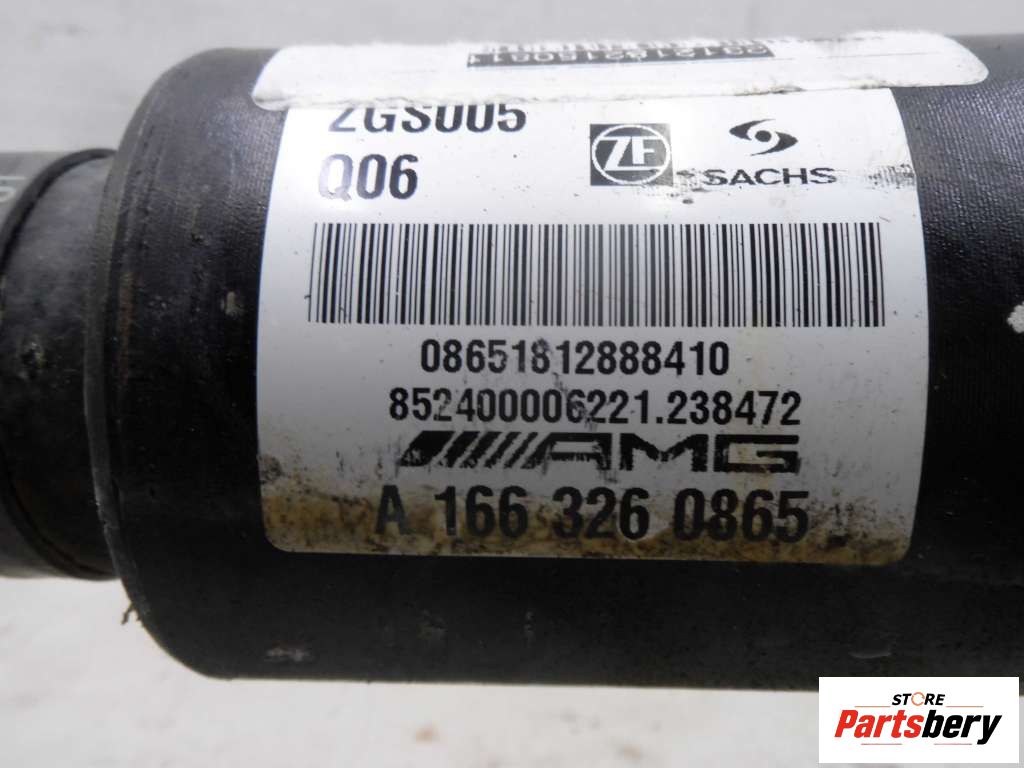 ZGS005
Q06
ZF
SACHS
08651812888410
852400006221.238472
AMG
A 166 326 0865
STORE
Partsbery